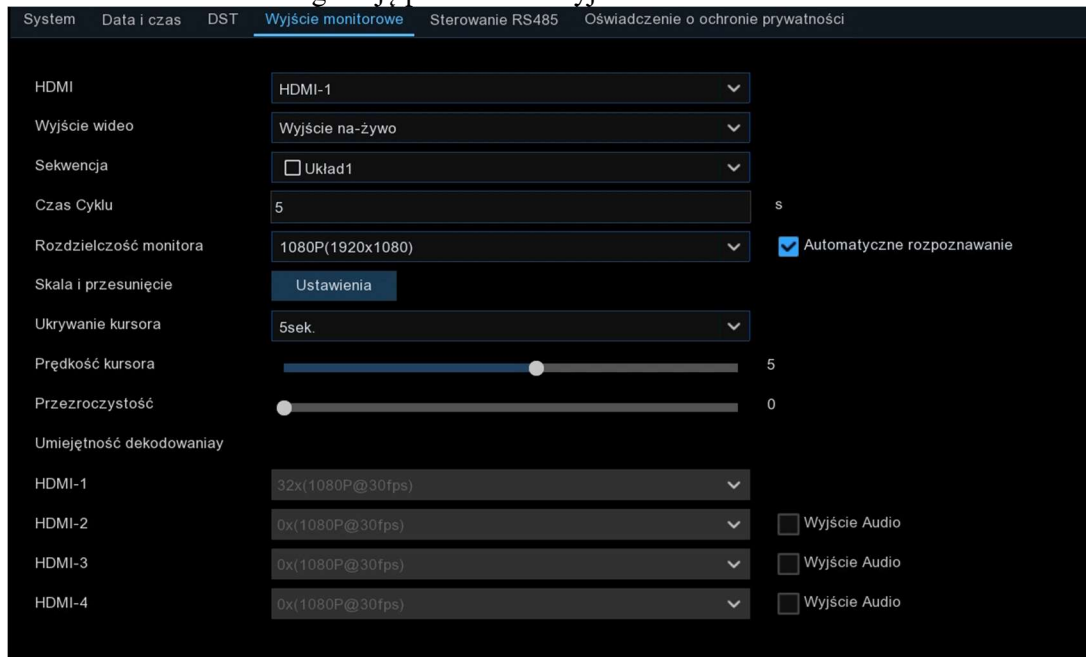 System Data i czas DST Wyjście monitorowe Sterowanie RS485 Oświadczenie o ochronie prywatności
HDMI HDMI-1
Wyjście wideo Wyjście na-żywo
Sekwencja Układ1
Czas Cyklu 5 s
Rozdzielczość monitora 1080P(1920x1080) Automatyczne rozpoznawanie
Skala i przesunięcie Ustawienia
Ukrywanie kursora 5sek.
Prędkość kursora 5
Przezroczystość 0
Umiejętność dekodowaniay
HDMI-1 32x(1080P@30fps)
HDMI-2 0x(1080P@30fps) Wyjście Audio
HDMI-3 0x(1080P@30fps) Wyjście Audio
HDMI-4 0x(1080P@30fps) Wyjście Audio